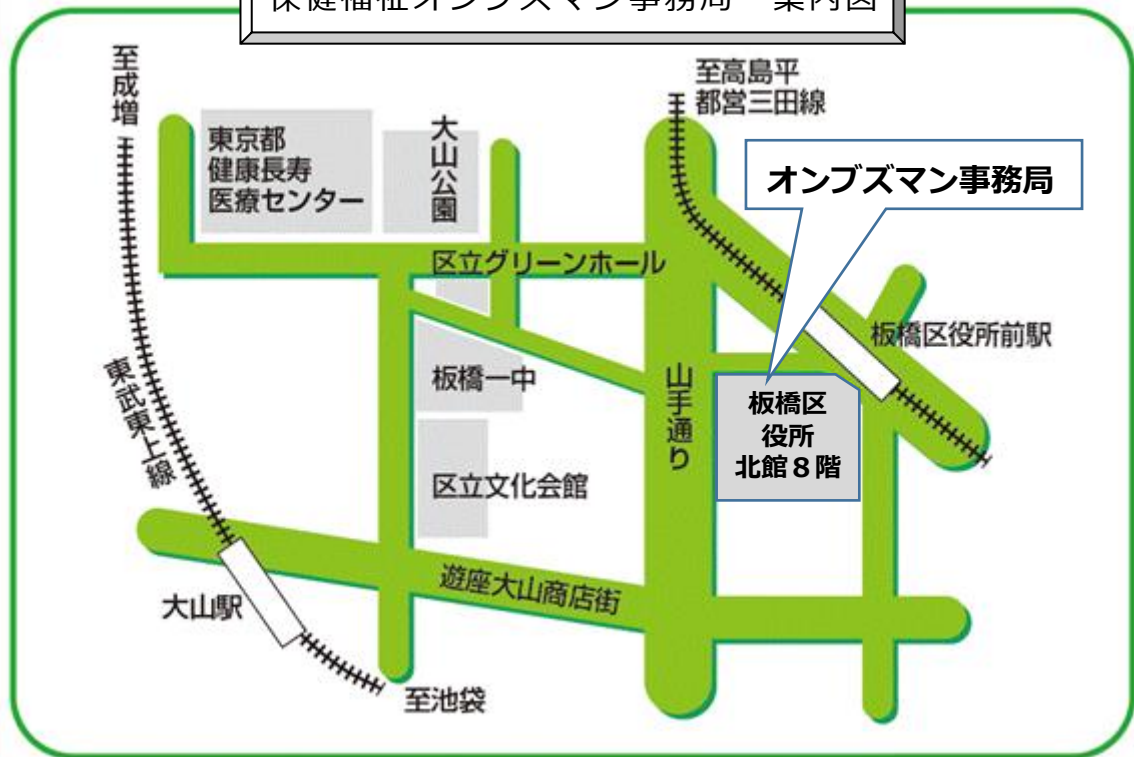 保健福祉オンブズマン事務局 案内図
至成増
至高島平
都営三田線
東京都
健康長寿
医療センター
大山公園
オンブズマン事務局
区立グリーンホール
板橋区役所前駅
東武東上線
板橋一中
山手通り
板橋区
役所
北館8階
区立文化会館
遊座大山商店街
大山駅
至池袋